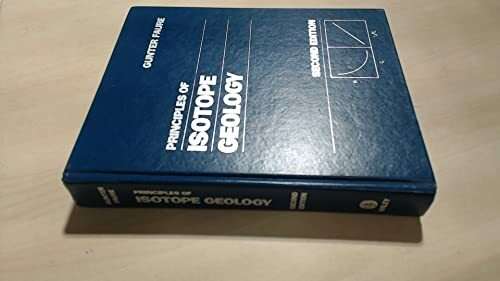 GUNTER FAURE
PRINCIPLES OF
ISOTOPE
GEOLOGY
SECOND EDITION
GUNTER
FAURE
PRINCIPLES OF
ISOTOPE GEOLOGY
SECOND
EDITION
WILEY